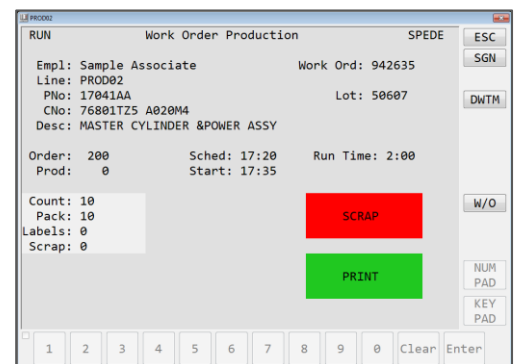 PROD02
RUN Work Order Production SPEDE ESC
SGN
Empl: Sample Associate Work Ord: 942635
Line: PROD02
PNo: 17041AA Lot: 50607 DWTM
CNo: 76801TZ5 A020M4
Desc: MASTER CYLINDER &POWER ASSY
Order: 200 Sched: 17:20 Run Time: 2:00
Prod: 0 Start: 17:35
Count: 10 W/O
Pack: 10 SCRAP
Labels: 0
Scrap: 0
PRINT NUM
PAD
KEY
PAD
1 2 3 4 5 6 7 8 9 0 Clear Enter